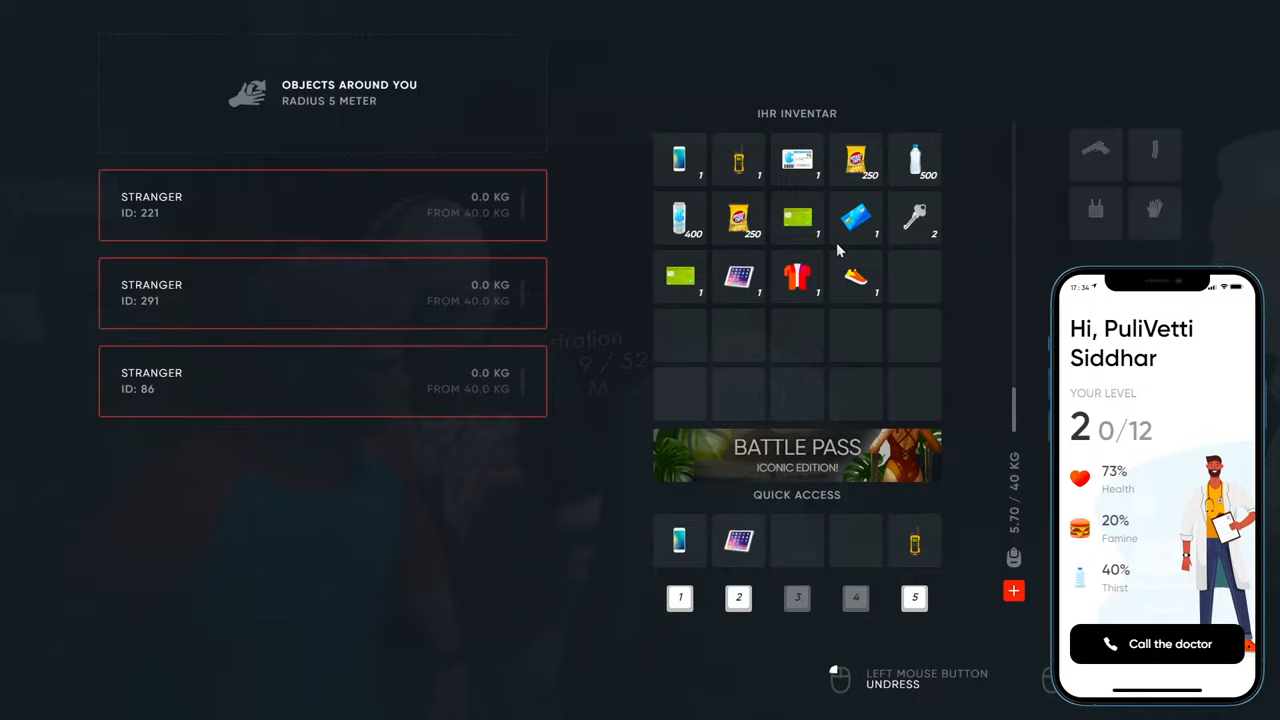 OBJECTS AROUND YOU
RADIUS 5 METER
STRANGER
0.0 KG
ID: 221
FROM 40.0 KG
STRANGER
0.0 KG
ID: 291
FROM 40.0 KG
STRANGER
0.0 KG
ID: 86
FROM 40.0 KG
stration
9 / 52
M
IHR INVENTAR
1 1 1 250 500
400 250 1 1 2
1 1 1 1
BATTLE PASS
ICONIC EDITION!
QUICK ACCESS
1 2 3 4 5
5.70 / 40 KG
LEFT MOUSE BUTTON
UNDRESS
17:34
Hi, PuliVetti
Siddhar
YOUR LEVEL
2 0/12
73%
Health
20%
Famine
40%
Thirst
Call the doctor